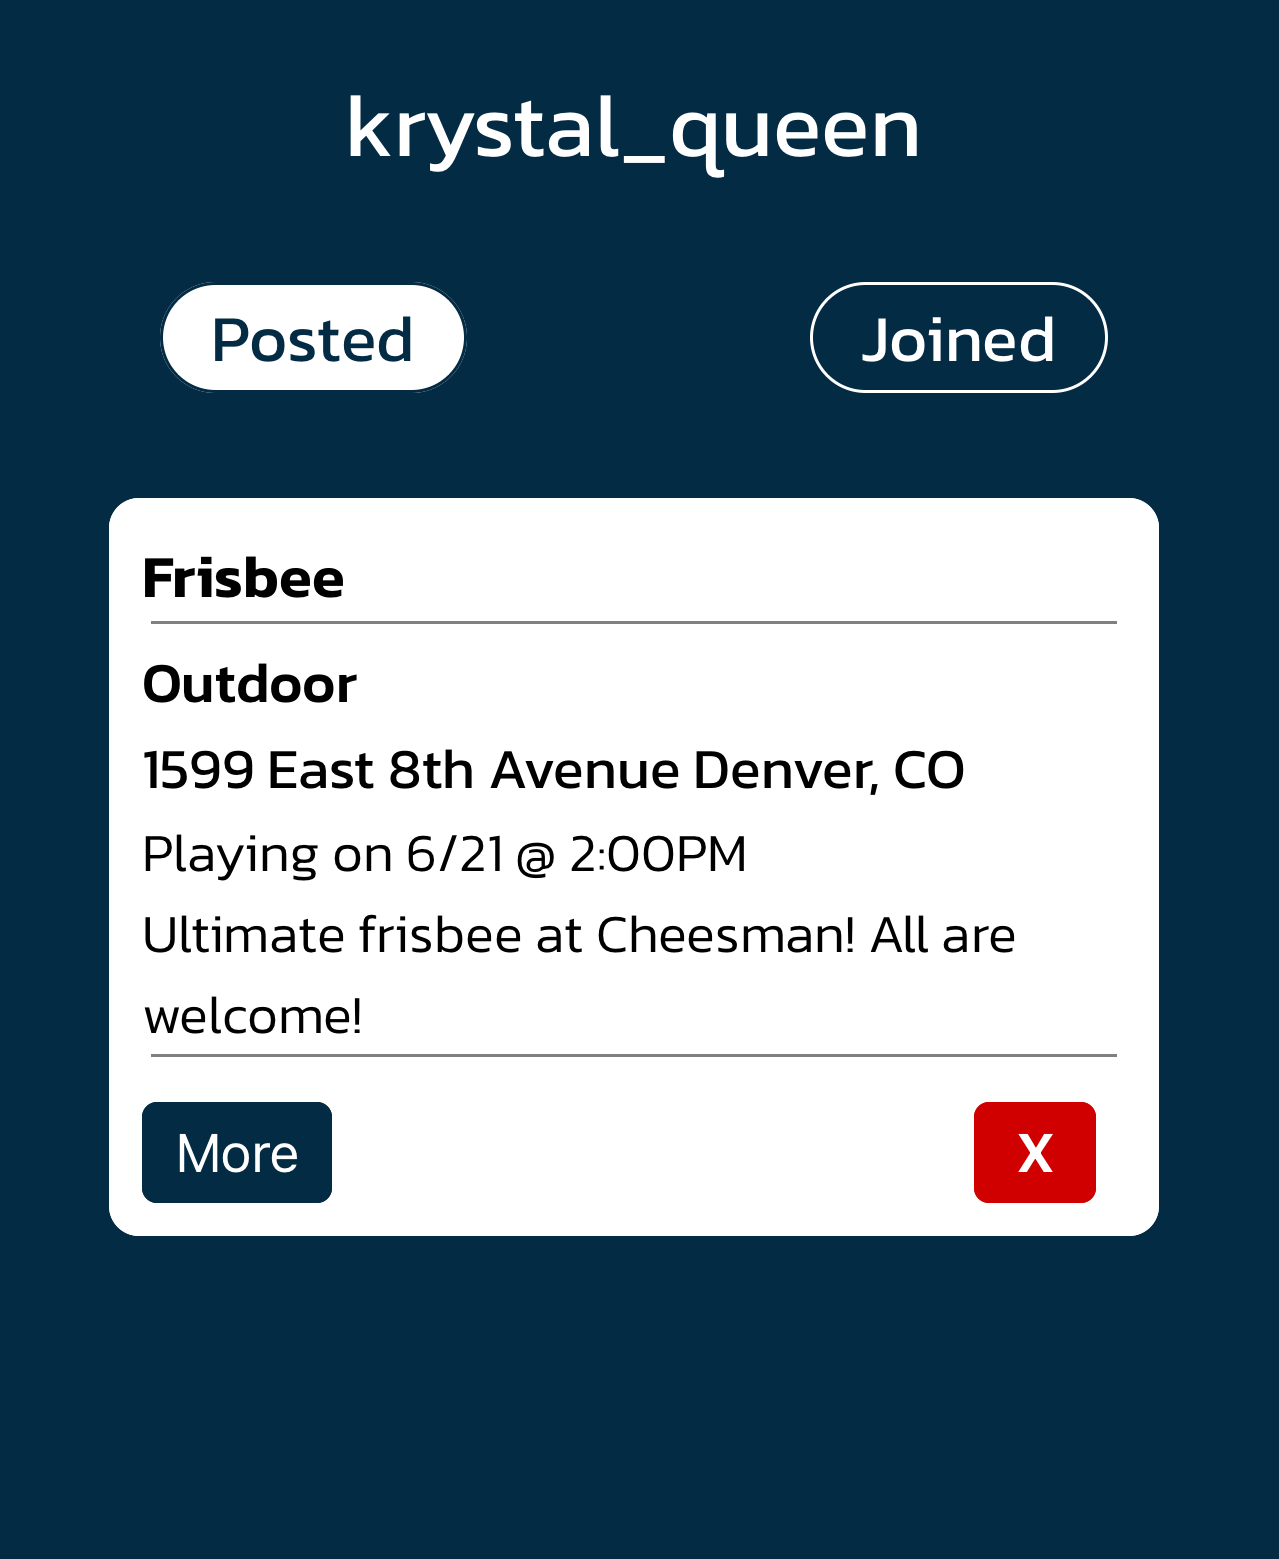 krystal_queen
Posted
Joined
Frisbee
Outdoor
1599 East 8th Avenue Denver, CO
Playing on 6/21 @ 2:00PM
Ultimate frisbee at Cheesman! All are
welcome!
More
X